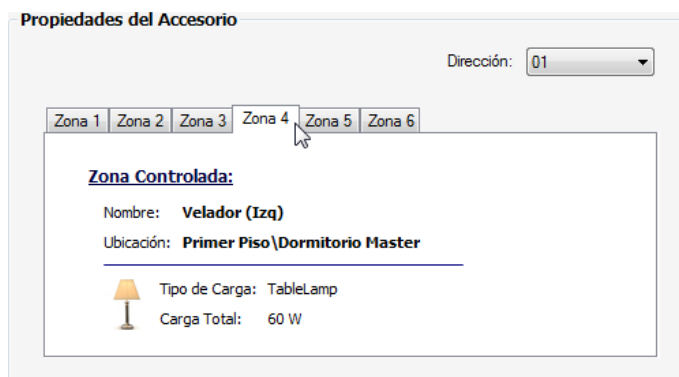 Propiedades del Accesorio
Dirección: 01
Zona 1 Zona 2 Zona 3 Zona 4 Zona 5 Zona 6
Zona Controlada:
Nombre: Velador (Izq)
Ubicación: Primer Piso\Dormitorio Master
Tipo de Carga: TableLamp
Carga Total: 60 W